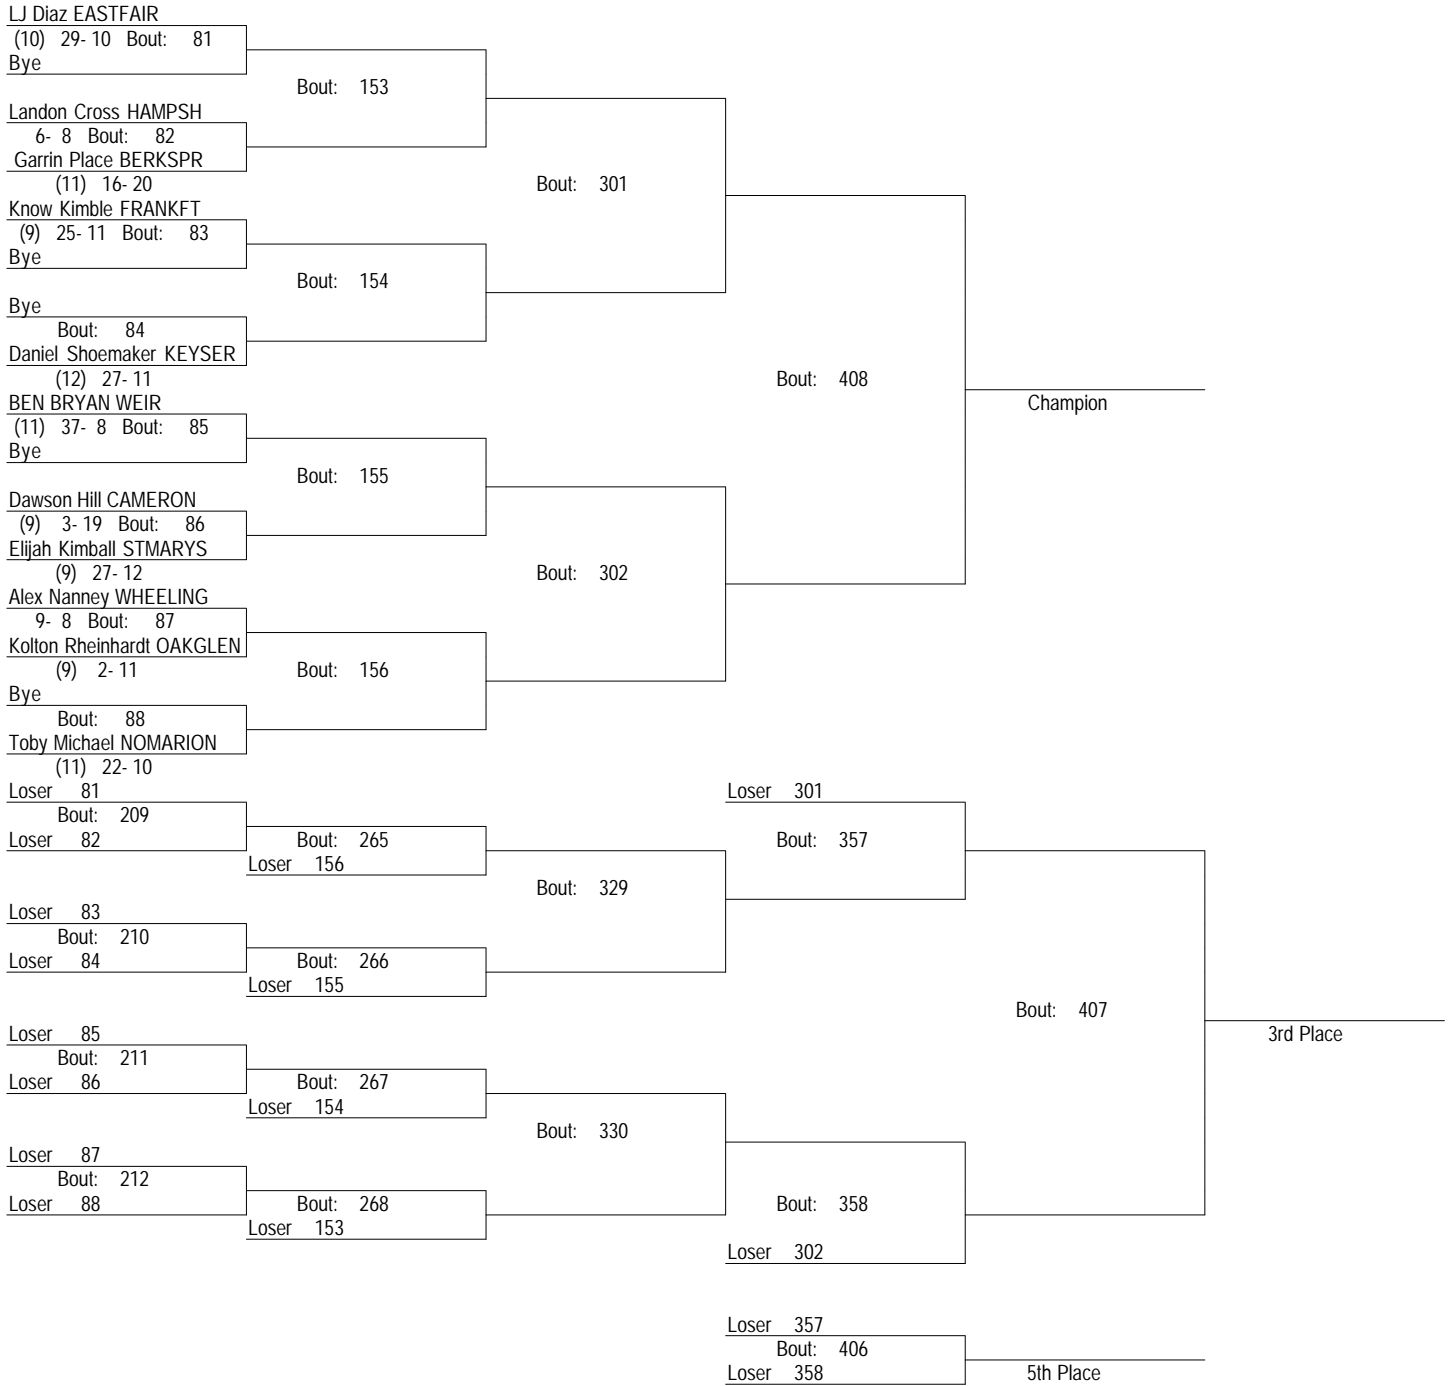 LJ Diaz EASTFAIR
(10) 29- 10 Bout: 81
Bye
Bout: 153
Landon Cross HAMPSH
6- 8 Bout: 82
Garrin Place BERKSPR
(11) 16- 20
Bout: 301
Know Kimble FRANKFT
(9) 25- 11 Bout: 83
Bye
Bout: 154
Bye
Bout: 84
Daniel Shoemaker KEYSER
(12) 27- 11
Bout: 408
Champion
BEN BRYAN WEIR
(11) 37- 8 Bout: 85
Bye
Bout: 155
Dawson Hill CAMERON
(9) 3- 19 Bout: 86
Elijah Kimball STMARYS
(9) 27- 12
Bout: 302
Alex Nanney WHEELING
9- 8 Bout: 87
Kolton Rheinhardt OAKGLEN
(9) 2- 11
Bout: 156
Bye
Bout: 88
Toby Michael NOMARION
(11) 22- 10
Loser 81
Bout: 209
Loser 82
Bout: 265
Loser 156
Bout: 329
Loser 301
Bout: 357
Loser 83
Bout: 210
Loser 84
Bout: 266
Loser 155
Bout: 407
3rd Place
Loser 85
Bout: 211
Loser 86
Bout: 267
Loser 154
Bout: 330
Loser 87
Bout: 212
Loser 88
Bout: 268
Loser 153
Bout: 358
Loser 302
Loser 357
Bout: 406
Loser 358
5th Place